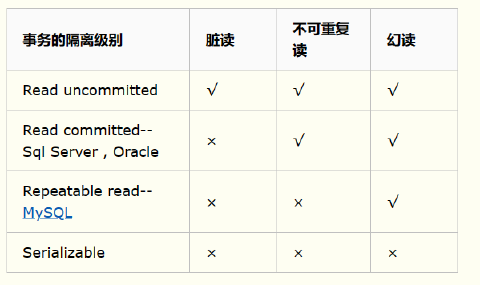 事务的隔离级别 脏读 不可重复读 幻读
Read uncommitted √ √ √
Read committed--
Sql Server , Oracle × √ √
Repeatable read--
MySQL × × √
Serializable × × ×